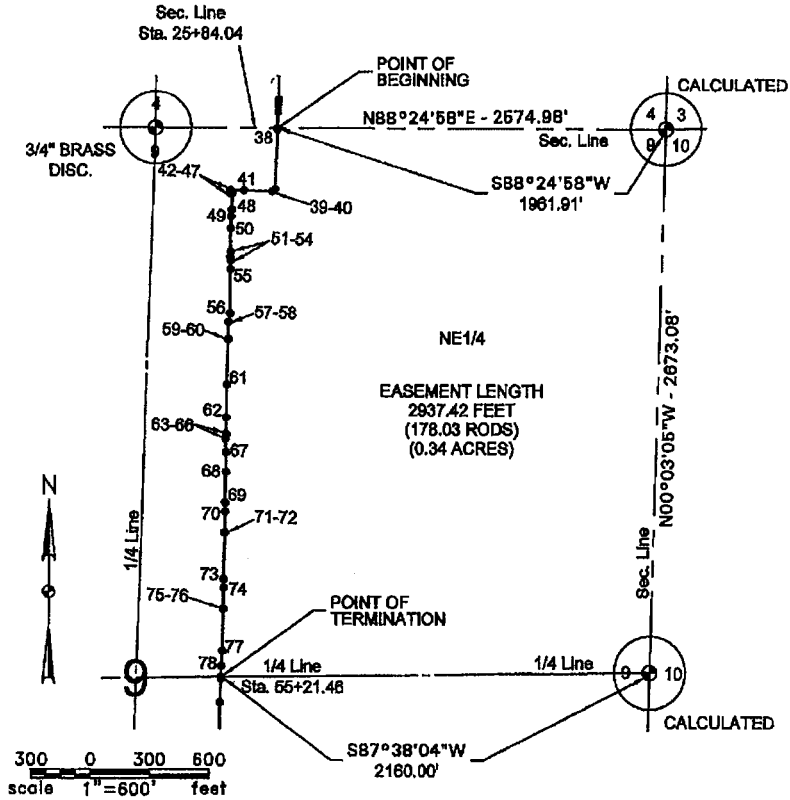 Sec. Line
Sta. 25+84.04
POINT OF
BEGINNING
CALCULATED
4
9
3/4" BRASS
DISC.
N88°24'58"E - 2574.98'
Sec. Line
38
4 3
9 10
S88°24'58"W
1961.91'
42-47
41
39-40
48
49
50
51-54
55
56
57-58
59-60
NE1/4
61
EASEMENT LENGTH
2937.42 FEET
(178.03 RODS)
(0.34 ACRES)
62
63-66
67
68
N00°03'05"W - 2673.08'
Sec. Line
N
1/4 Line
69
70
71-72
73
74
75-76
POINT OF
TERMINATION
77
78
9
1/4 Line
1/4 Line
Sta. 55+21.46
9 10
CALCULATED
S87°38'04"W
2160.00'
300 0 300 600
scale 1"=600' feet